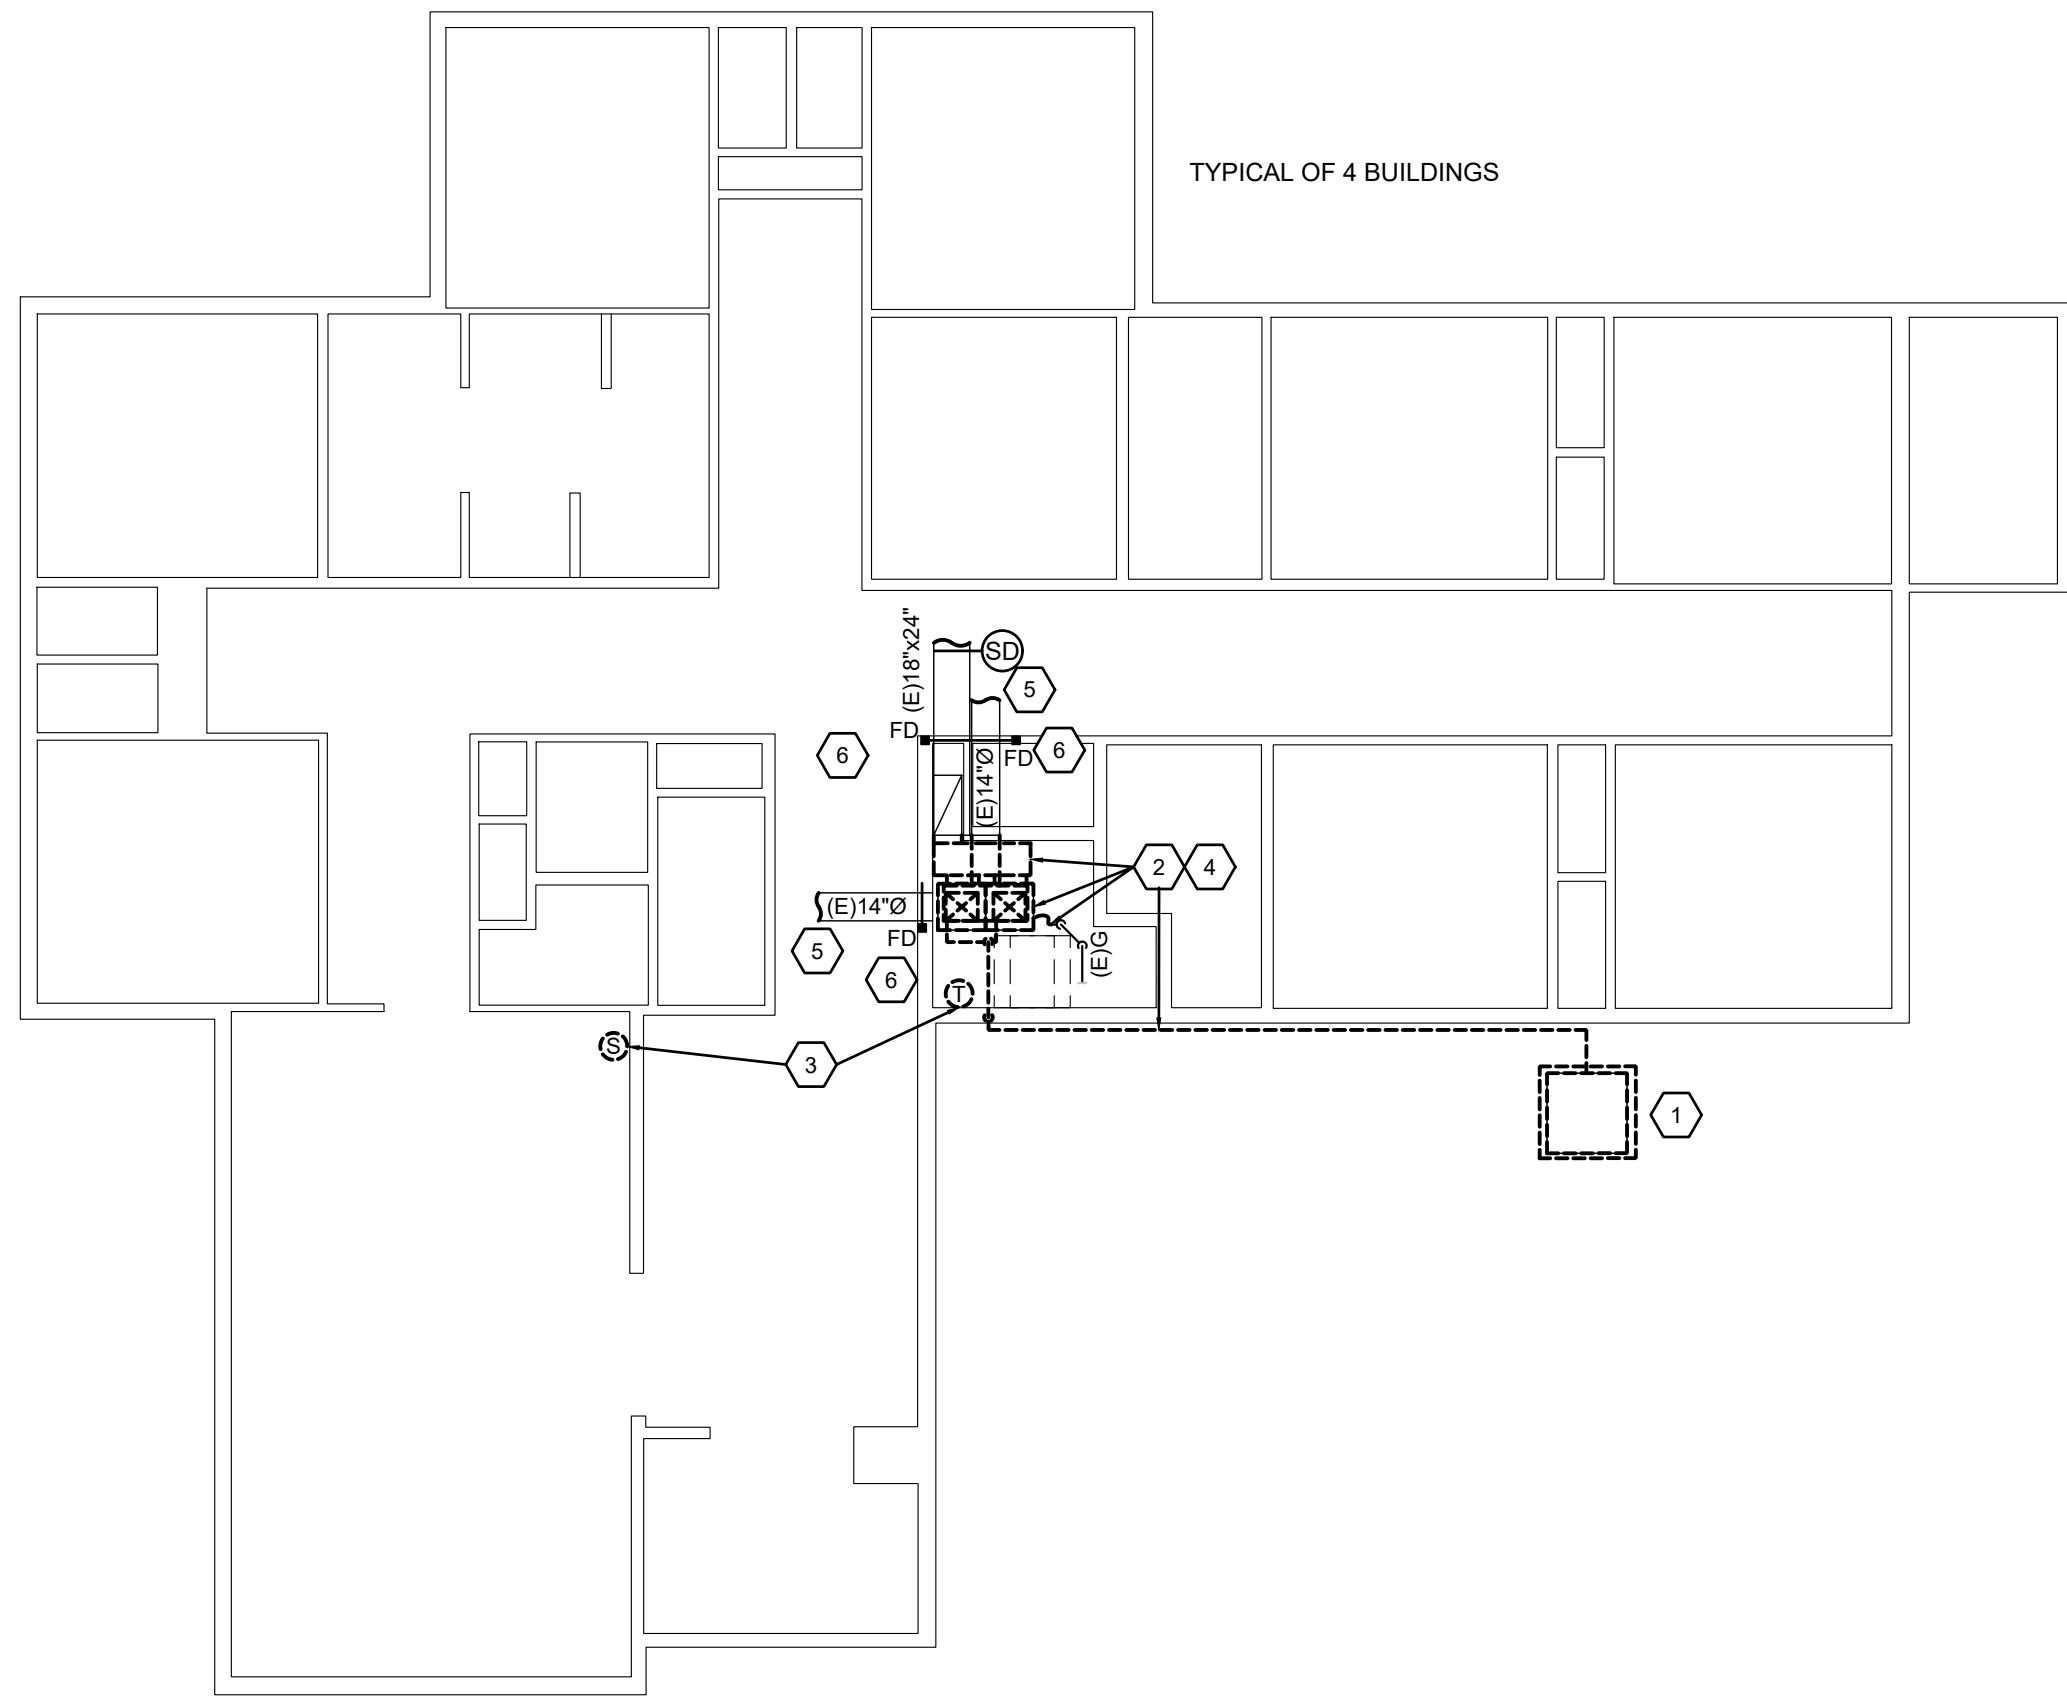 TYPICAL OF 4 BUILDINGS
(E)18"x24"
SD
5
FD
6
FD
6
(E)14"Ø
2
4
(E)14"Ø
FD
5
(E)G
6
T
S
3
1